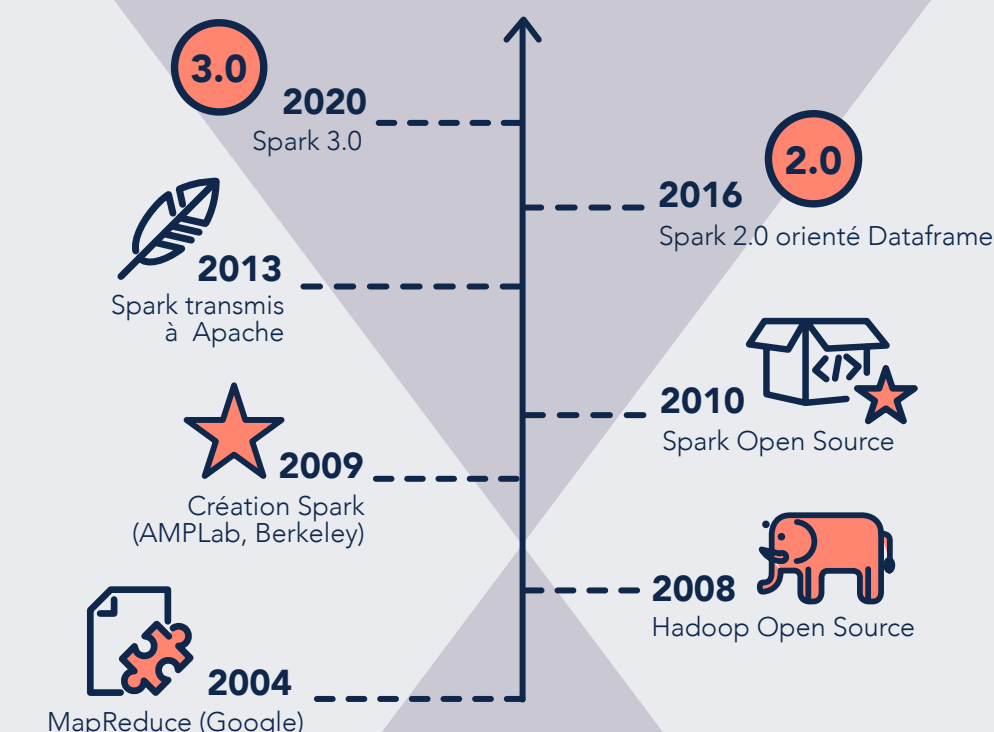 3.0
2020
Spark 3.0
2.0
2016
Spark 2.0 orienté Dataframe
2013
Spark transmis
à Apache
</>
2010
Spark Open Source
2009
Création Spark
(AMPLab, Berkeley)
2008
Hadoop Open Source
2004
MapReduce (Google)